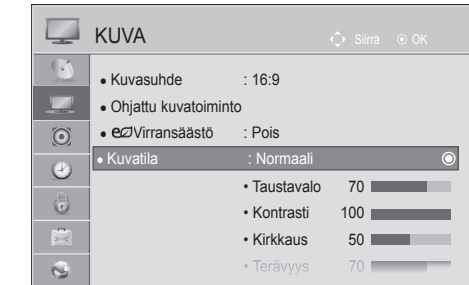 KUVA
Siirrä OK
• Kuvasuhde : 16:9
• Ohjattu kuvatoiminto
• Virransäästö : Pois
• Kuvatila : Normaali
• Taustavalo 70
• Kontrasti 100
• Kirkkaus 50
• Terävyys 70